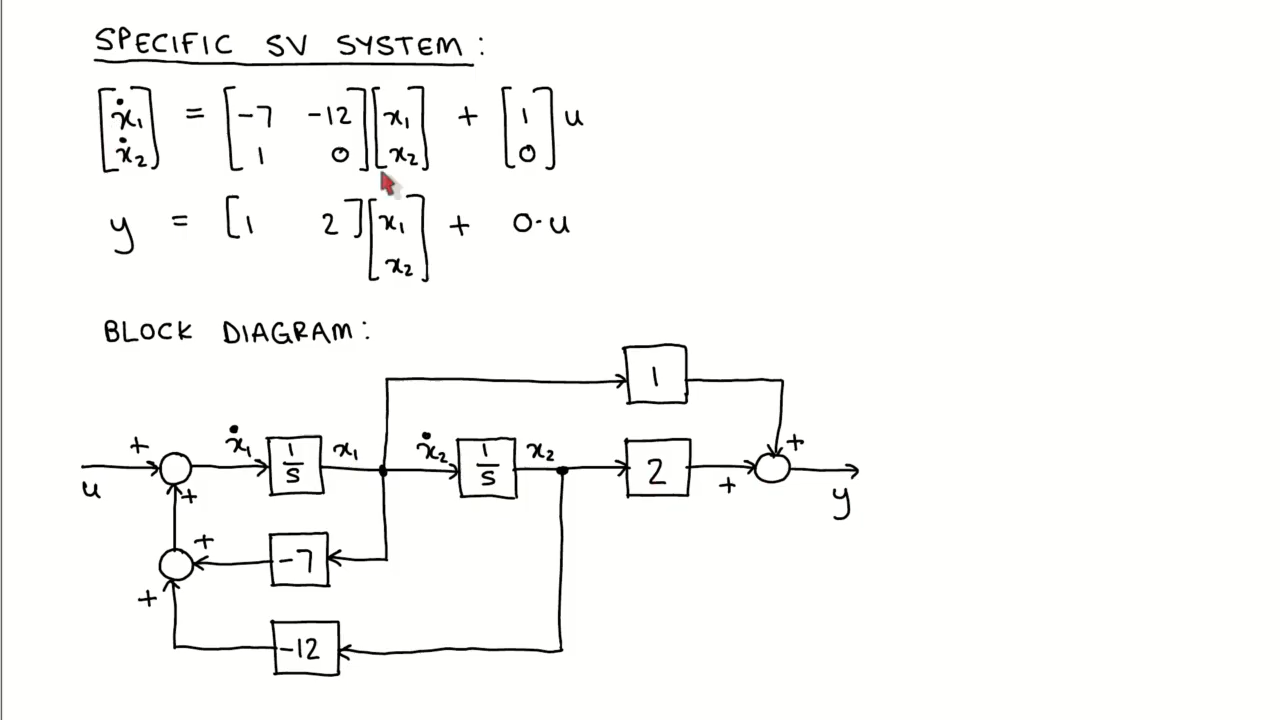 SPECIFIC SV SYSTEM:
[ẋ₁ ẋ₂] = [-7 -12 1 0] [x₁ x₂] + [1 0] u
y = [1 2] [x₁ x₂] + 0·u
BLOCK DIAGRAM:
1
+ ẋ₁ 1/s x₁ ẋ₂ 1/s x₂ 2 +
u + + y
+ -7
+
-12